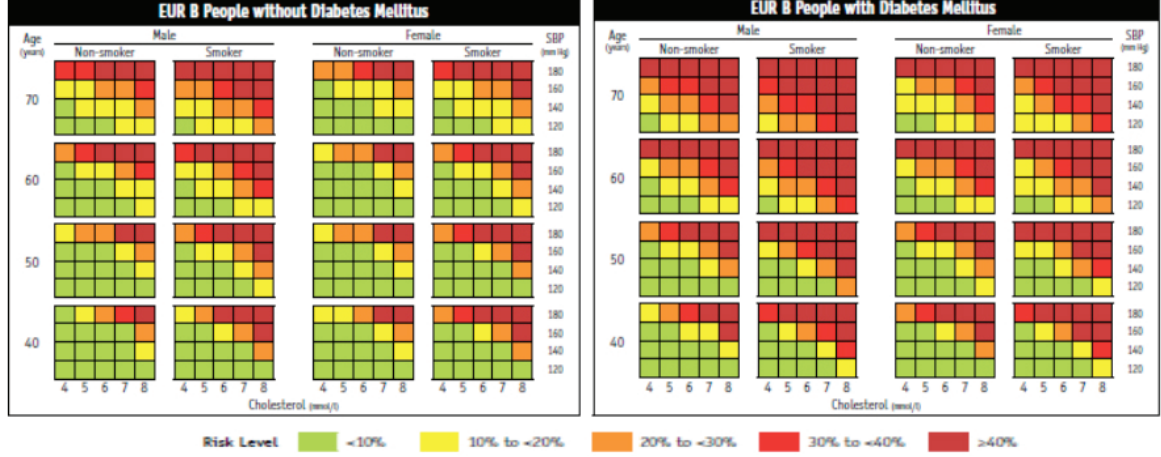 EUR B People without Diabetes Mellitus
Age
(years)
Male
Female
SBP
(mm Hg)
Non-smoker
Smoker
Non-smoker
Smoker
70
180
160
140
120
60
180
160
140
120
50
180
160
140
120
40
180
160
140
120
4 5 6 7 8
4 5 6 7 8
4 5 6 7 8
4 5 6 7 8
Cholesterol (mmol/l)
EUR B People with Diabetes Mellitus
Age
(years)
Male
Female
SBP
(mm Hg)
Non-smoker
Smoker
Non-smoker
Smoker
70
180
160
140
120
60
180
160
140
120
50
180
160
140
120
40
180
160
140
120
4 5 6 7 8
4 5 6 7 8
4 5 6 7 8
4 5 6 7 8
Cholesterol (mmol/l)
Risk Level <10% 10% to <20% 20% to <30% 30% to <40% ≥40%